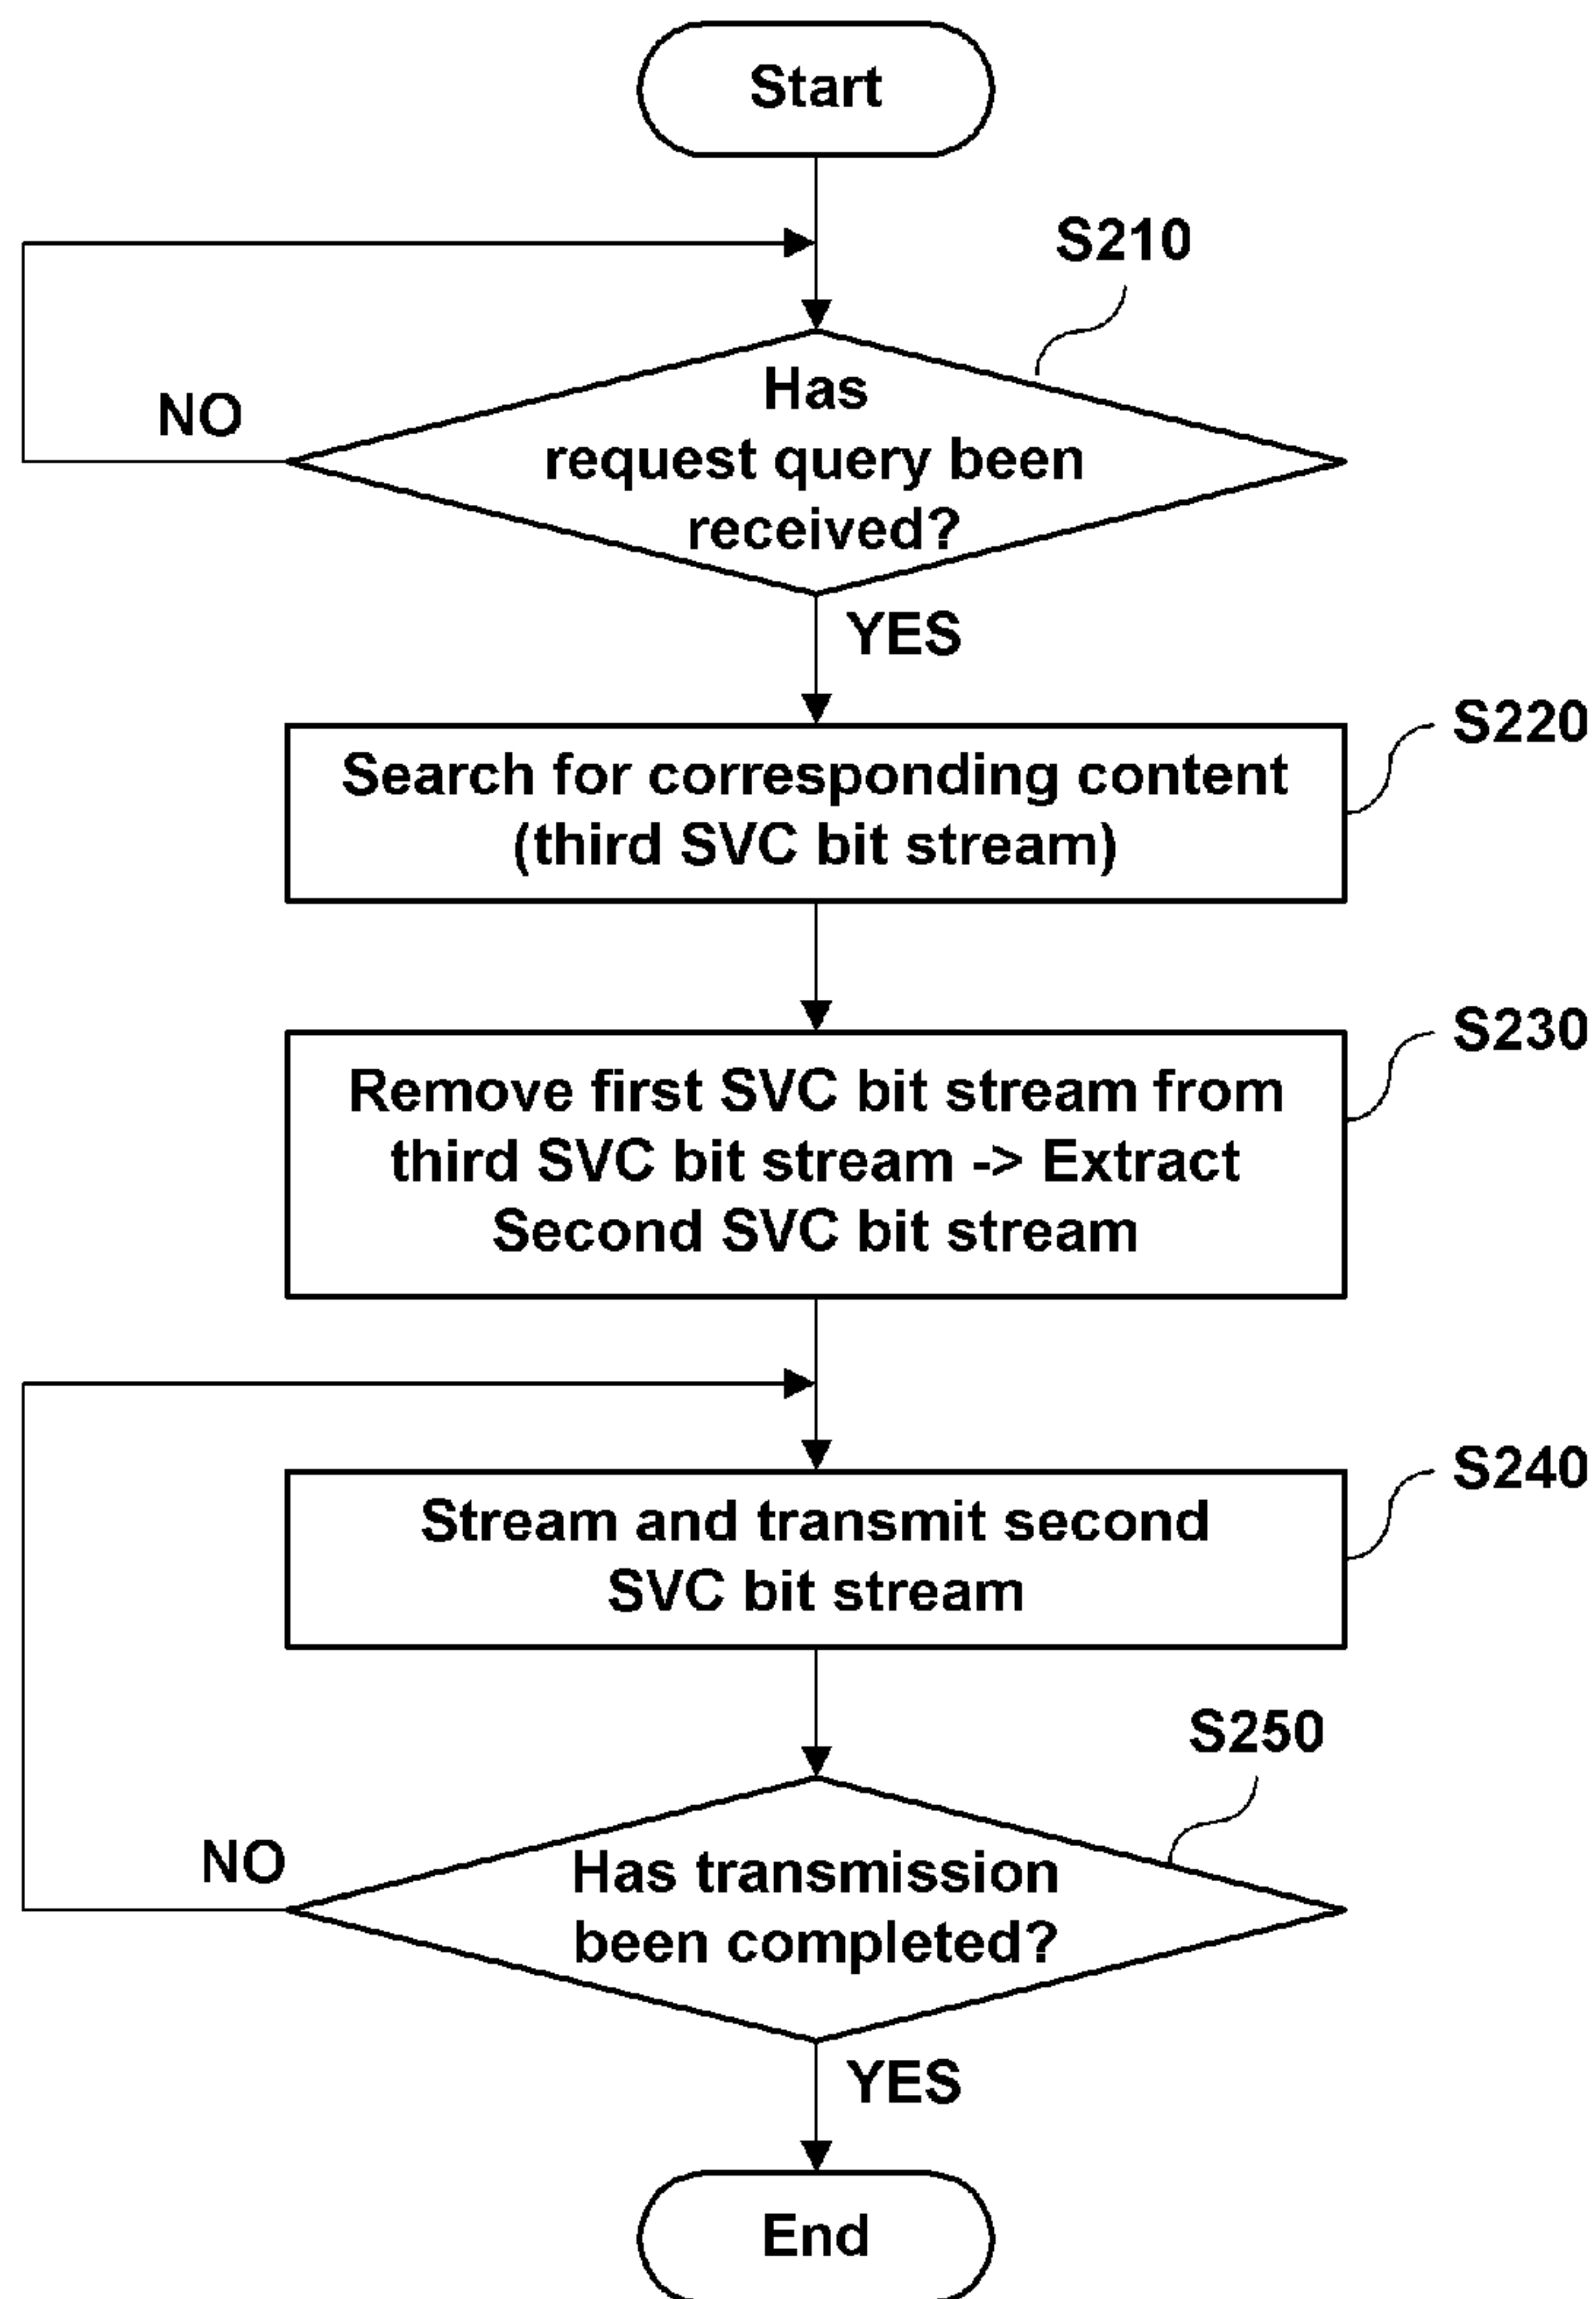 Start
S210
Has
request query been
received?
NO
YES
S220
Search for corresponding content
(third SVC bit stream)
S230
Remove first SVC bit stream from
third SVC bit stream -> Extract
Second SVC bit stream
S240
Stream and transmit second
SVC bit stream
S250
Has transmission
been completed?
NO
YES
End